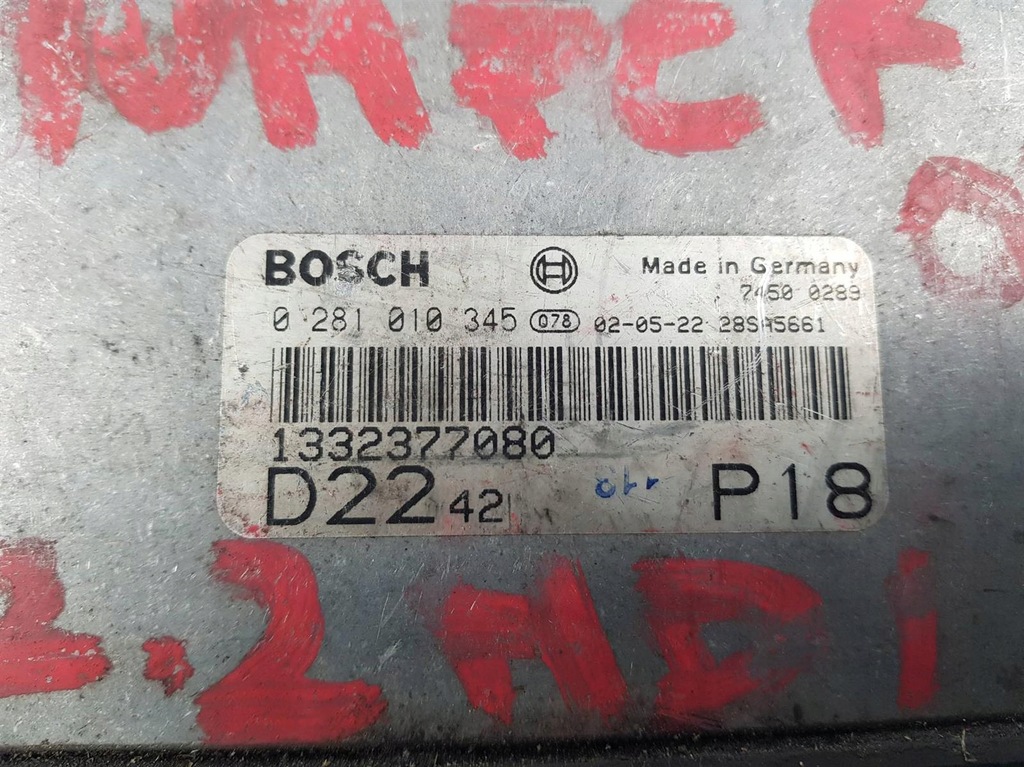 BOSCH
Made in Germany
7450 0289
0 281 010 345 Q78 02-05-22 28SA5661
1332377080
D22 42 P18
2.2 HDi